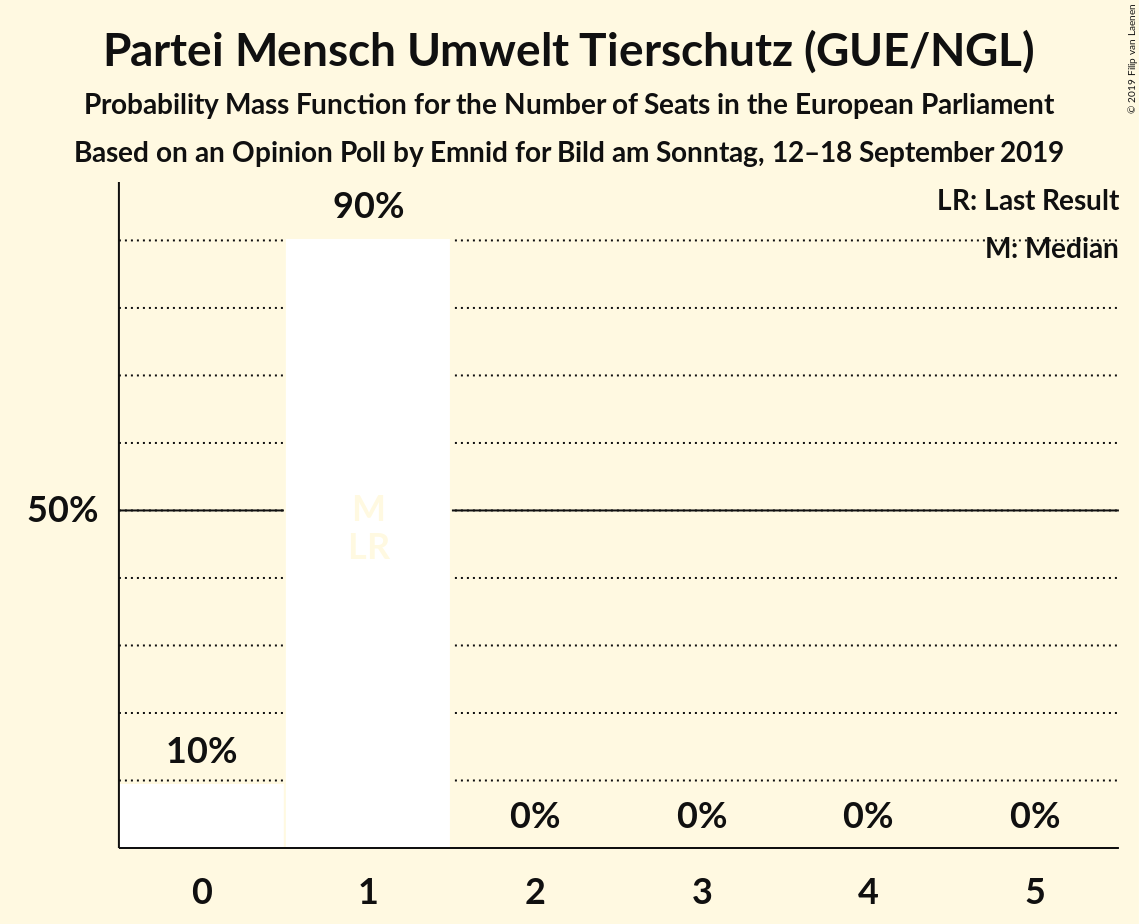 Partei Mensch Umwelt Tierschutz (GUE/NGL)
Probability Mass Function for the Number of Seats in the European Parliament
Based on an Opinion Poll by Emnid for Bild am Sonntag, 12–18 September 2019
© 2019 Filip van Laenen
LR: Last Result
M: Median
90%
50%
M
LR
10%
0% 0% 0% 0%
0 1 2 3 4 5